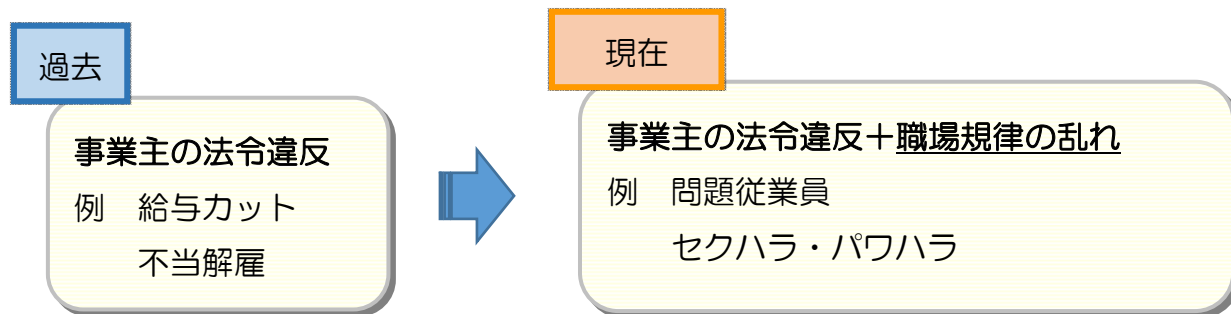 過去
事業主の法令違反
例　給与カット
不当解雇
現在
事業主の法令違反＋職場規律の乱れ
例　問題従業員
セクハラ・パワハラ